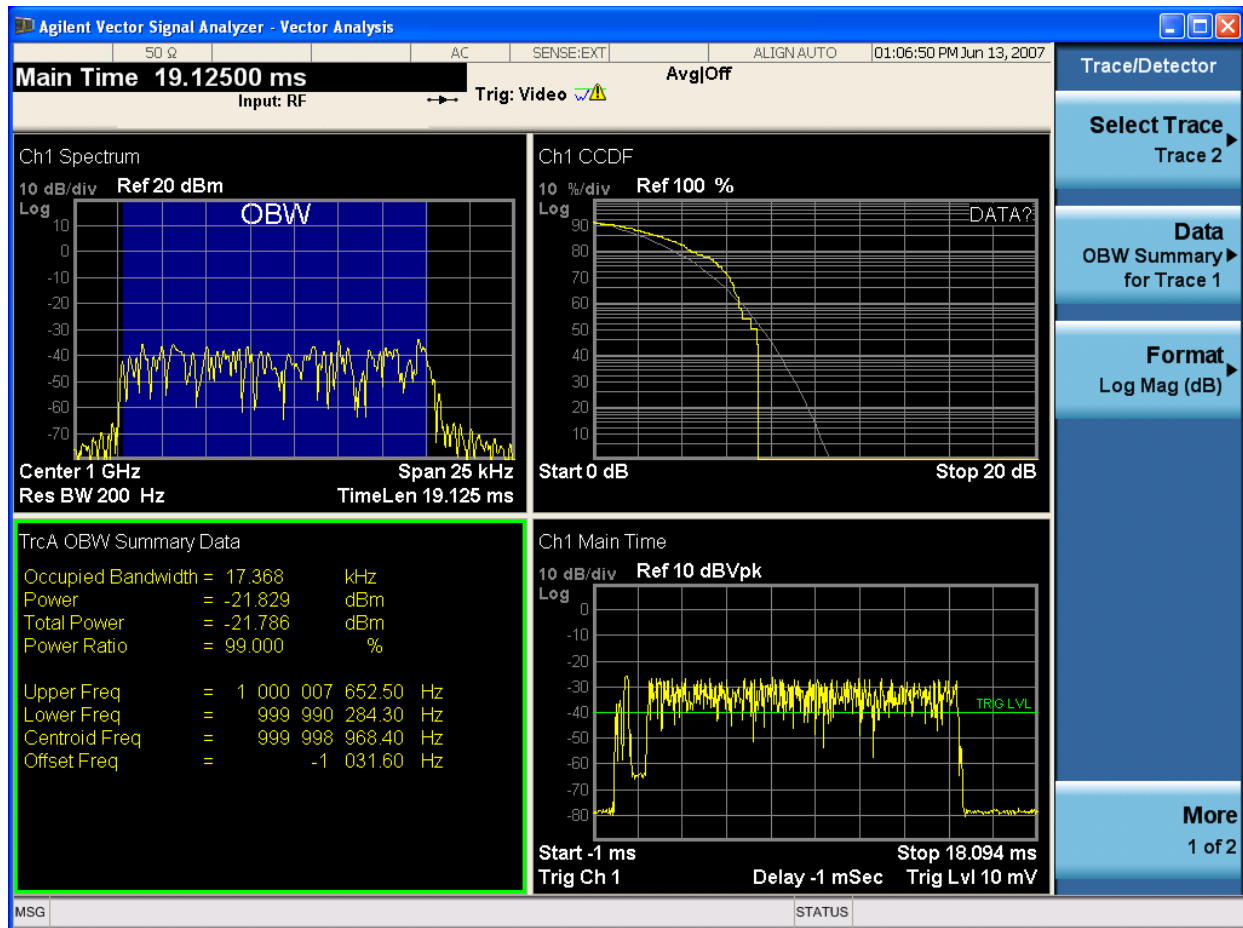 Agilent Vector Signal Analyzer - Vector Analysis
50 Ω AC SENSE:EXT ALIGN AUTO 01:06:50 PM Jun 13, 2007
Main Time 19.12500 ms
Input: RF
Trig: Video
Avg|Off
Ch1 Spectrum
10 dB/div Ref 20 dBm
Log
OBW
10
0
-10
-20
-30
-40
-50
-60
-70
Center 1 GHz Span 25 kHz
Res BW 200 Hz TimeLen 19.125 ms
Ch1 CCDF
10 %/div Ref 100 %
Log
DATA?
90
80
70
60
50
40
30
20
10
Start 0 dB Stop 20 dB
TrcA OBW Summary Data
Occupied Bandwidth = 17.368 kHz
Power = -21.829 dBm
Total Power = -21.786 dBm
Power Ratio = 99.000 %
Upper Freq = 1 000 007 652.50 Hz
Lower Freq = 999 990 284.30 Hz
Centroid Freq = 999 998 968.40 Hz
Offset Freq = -1 031.60 Hz
Ch1 Main Time
10 dB/div Ref 10 dBVpk
Log
0
-10
-20
-30
-40
-50
-60
-70
-80
TRIG LVL
Start -1 ms Stop 18.094 ms
Trig Ch 1 Delay -1 mSec Trig Lvl 10 mV
Trace/Detector
Select Trace
Trace 2
Data
OBW Summary
for Trace 1
Format
Log Mag (dB)
More
1 of 2
MSG STATUS